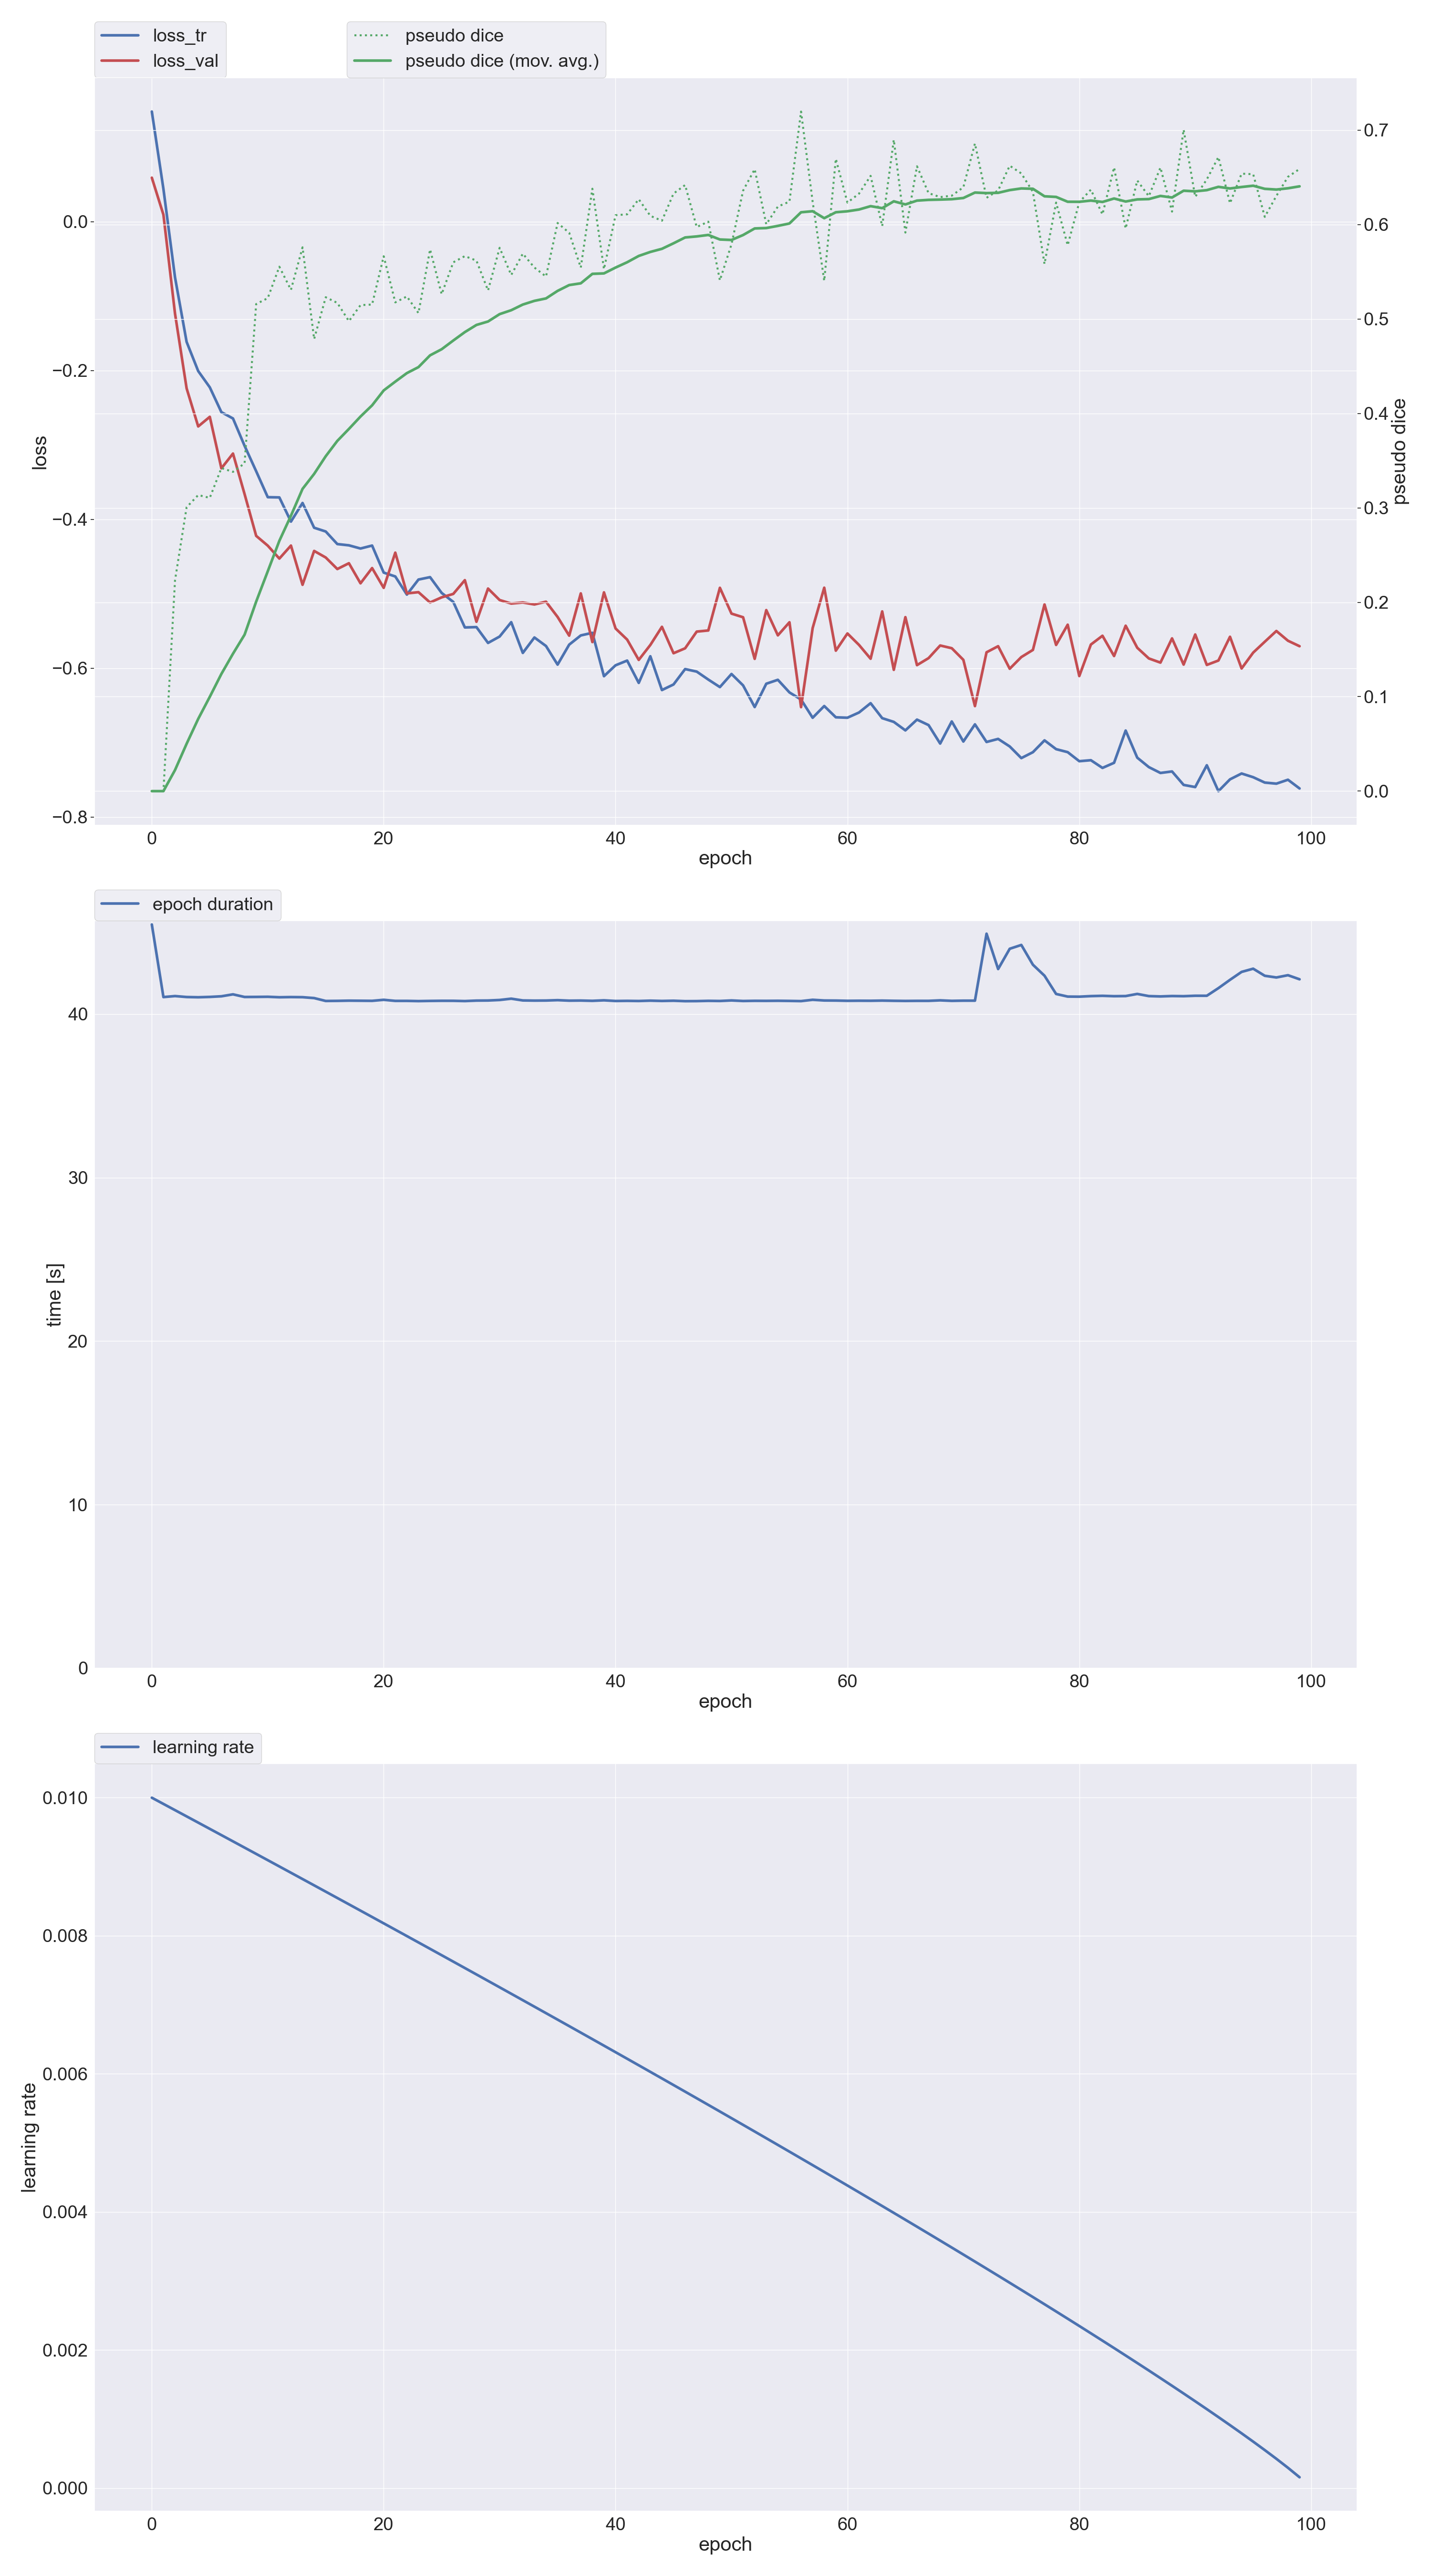 loss_tr
loss_val
pseudo dice
pseudo dice (mov. avg.)
0.0
−0.2
−0.4
−0.6
−0.8
loss
0.7
0.6
0.5
0.4
0.3
0.2
0.1
0.0
pseudo dice
0 20 40 60 80 100
epoch
epoch duration
40
30
20
10
0
time [s]
0 20 40 60 80 100
epoch
learning rate
0.010
0.008
0.006
0.004
0.002
0.000
learning rate
0 20 40 60 80 100
epoch